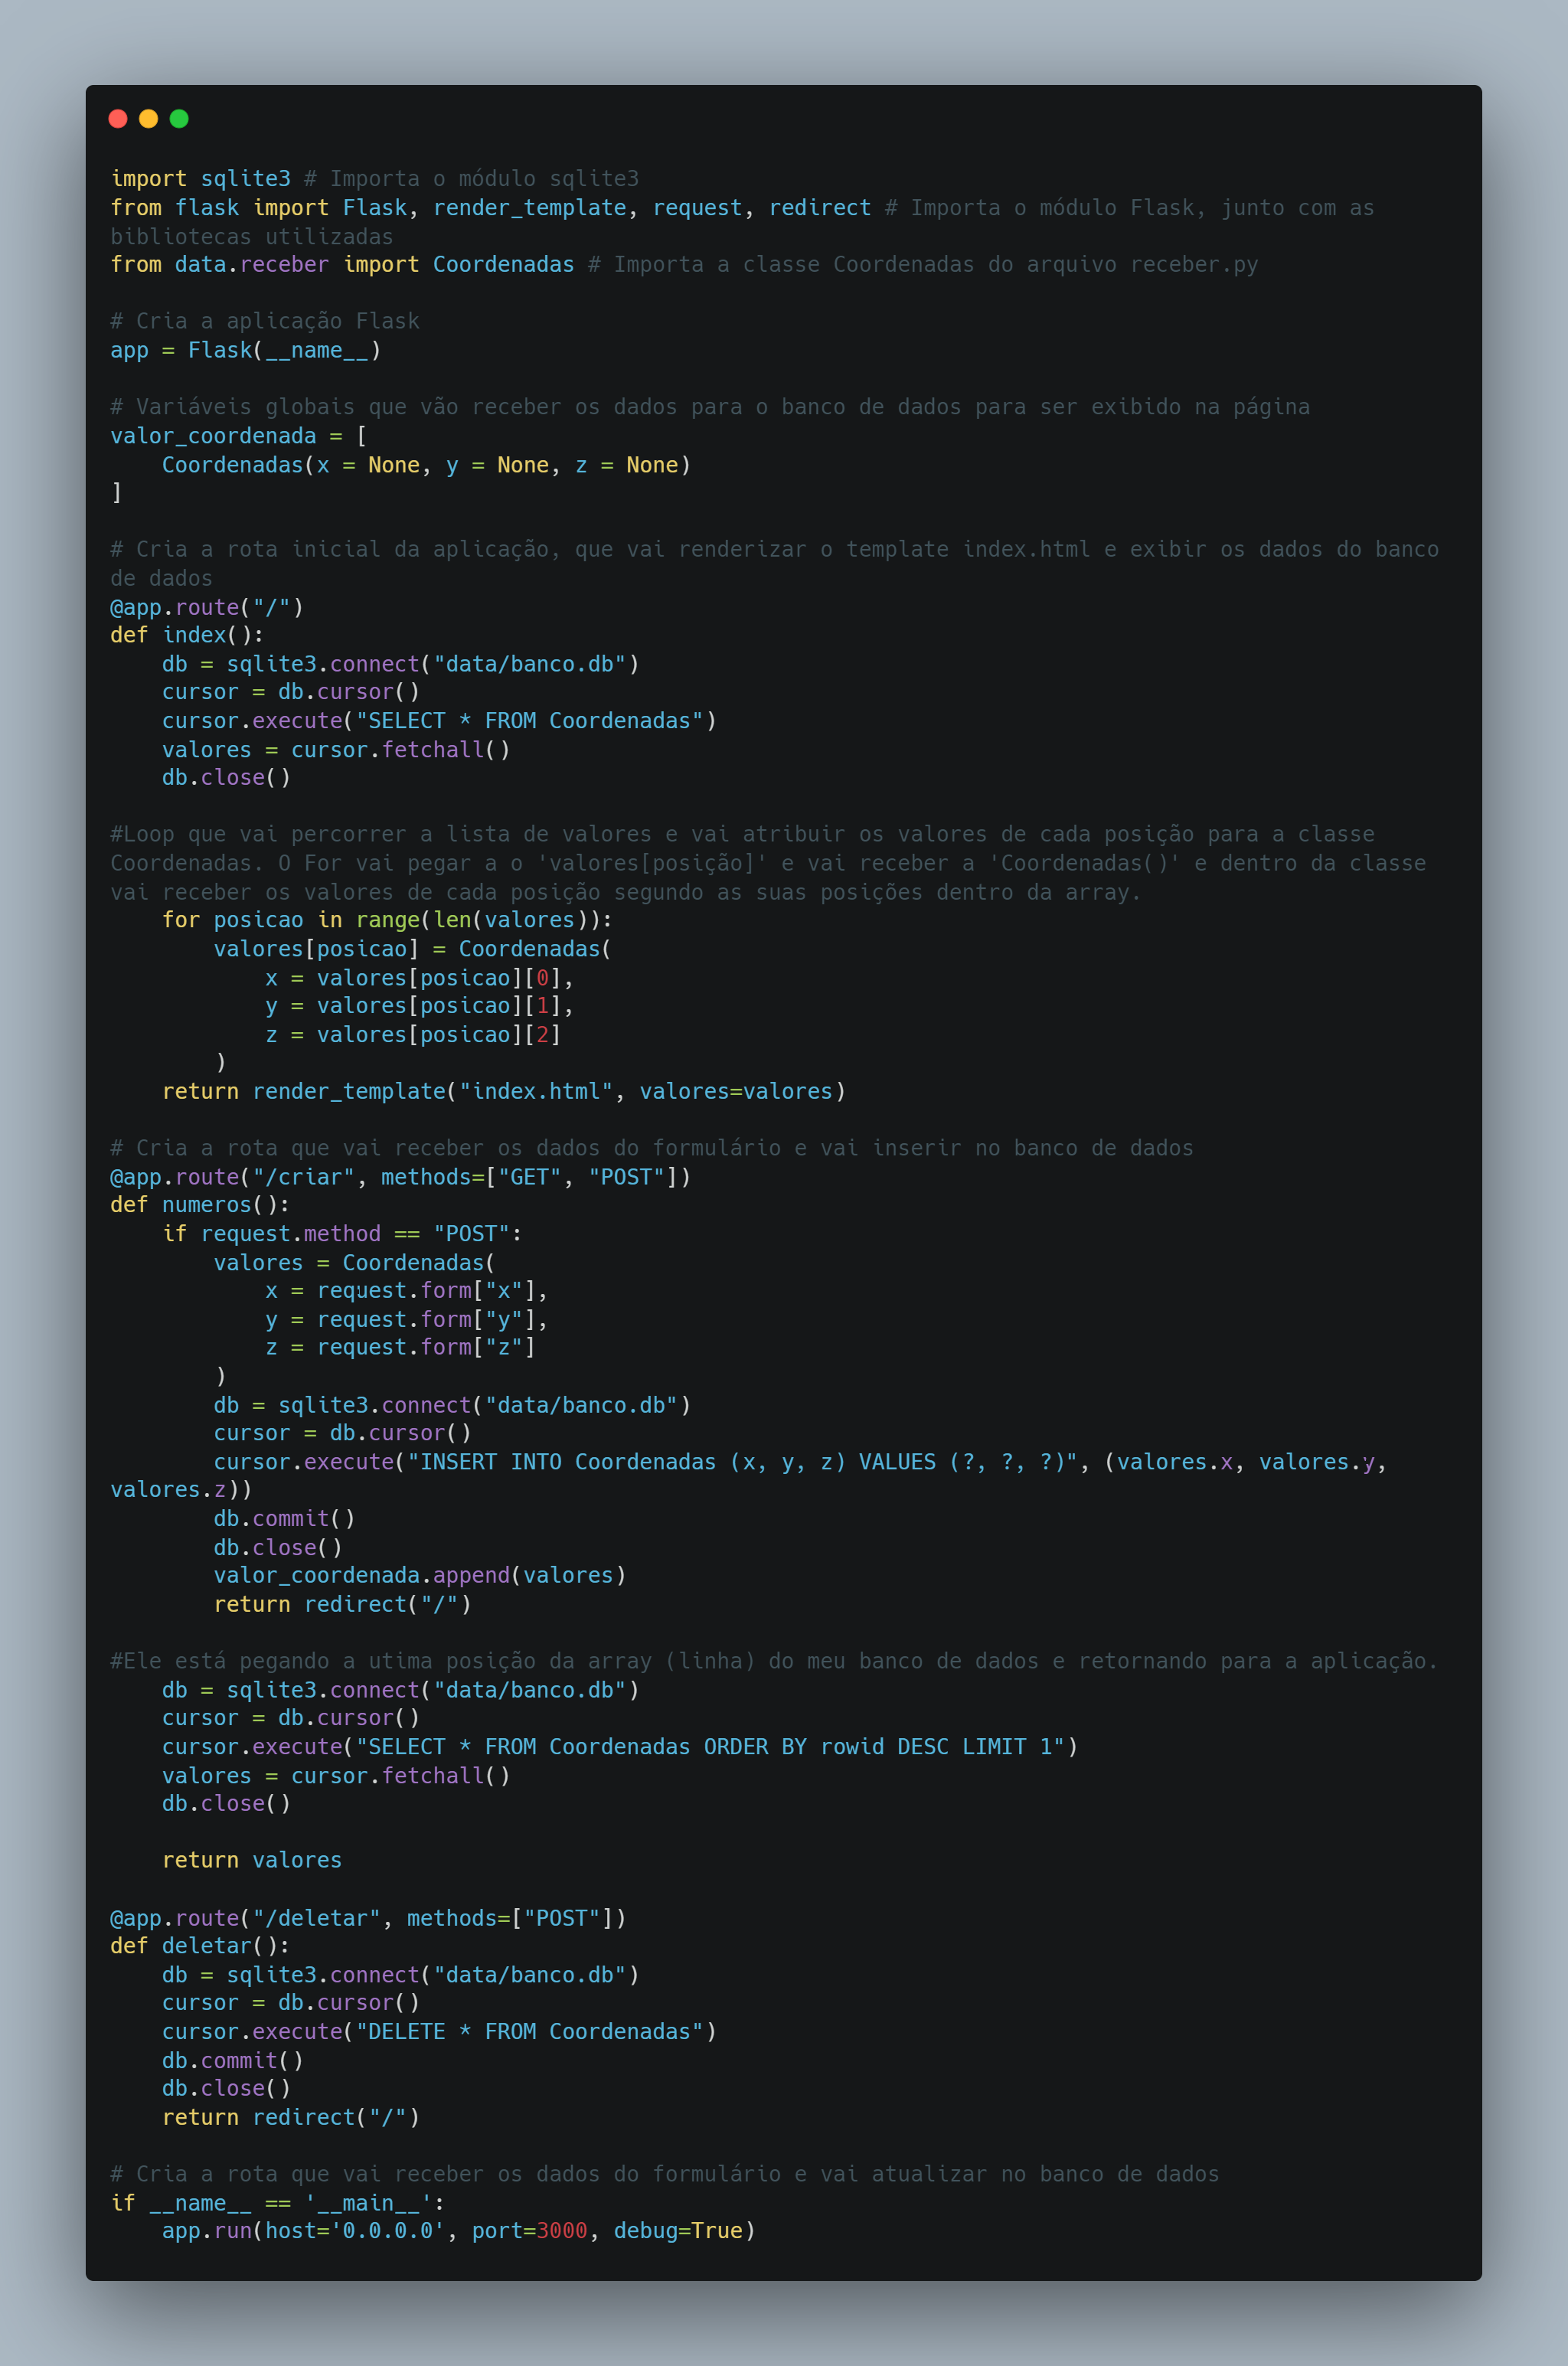 import sqlite3 # Importa o módulo sqlite3
from flask import Flask, render_template, request, redirect # Importa o módulo Flask, junto com as
bibliotecas utilizadas
from data.receber import Coordenadas # Importa a classe Coordenadas do arquivo receber.py

# Cria a aplicação Flask
app = Flask(__name__)

# Variáveis globais que vão receber os dados para o banco de dados para ser exibido na página
valor_coordenada = [
    Coordenadas(x = None, y = None, z = None)
]

# Cria a rota inicial da aplicação, que vai renderizar o template index.html e exibir os dados do banco
de dados
@app.route("/")
def index():
    db = sqlite3.connect("data/banco.db")
    cursor = db.cursor()
    cursor.execute("SELECT * FROM Coordenadas")
    valores = cursor.fetchall()
    db.close()

#Loop que vai percorrer a lista de valores e vai atribuir os valores de cada posição para a classe
Coordenadas. O For vai pegar a o 'valores[posição]' e vai receber a 'Coordenadas()' e dentro da classe
vai receber os valores de cada posição segundo as suas posições dentro da array.
    for posicao in range(len(valores)):
        valores[posicao] = Coordenadas(
            x = valores[posicao][0],
            y = valores[posicao][1],
            z = valores[posicao][2]
        )
    return render_template("index.html", valores=valores)

# Cria a rota que vai receber os dados do formulário e vai inserir no banco de dados
@app.route("/criar", methods=["GET", "POST"])
def numeros():
    if request.method == "POST":
        valores = Coordenadas(
            x = request.form["x"],
            y = request.form["y"],
            z = request.form["z"]
        )
        db = sqlite3.connect("data/banco.db")
        cursor = db.cursor()
        cursor.execute("INSERT INTO Coordenadas (x, y, z) VALUES (?, ?, ?)", (valores.x, valores.y,
valores.z))
        db.commit()
        db.close()
        valor_coordenada.append(valores)
        return redirect("/")

#Ele está pegando a utima posição da array (linha) do meu banco de dados e retornando para a aplicação.
    db = sqlite3.connect("data/banco.db")
    cursor = db.cursor()
    cursor.execute("SELECT * FROM Coordenadas ORDER BY rowid DESC LIMIT 1")
    valores = cursor.fetchall()
    db.close()

    return valores

@app.route("/deletar", methods=["POST"])
def deletar():
    db = sqlite3.connect("data/banco.db")
    cursor = db.cursor()
    cursor.execute("DELETE * FROM Coordenadas")
    db.commit()
    db.close()
    return redirect("/")

# Cria a rota que vai receber os dados do formulário e vai atualizar no banco de dados
if __name__ == '__main__':
    app.run(host='0.0.0.0', port=3000, debug=True)